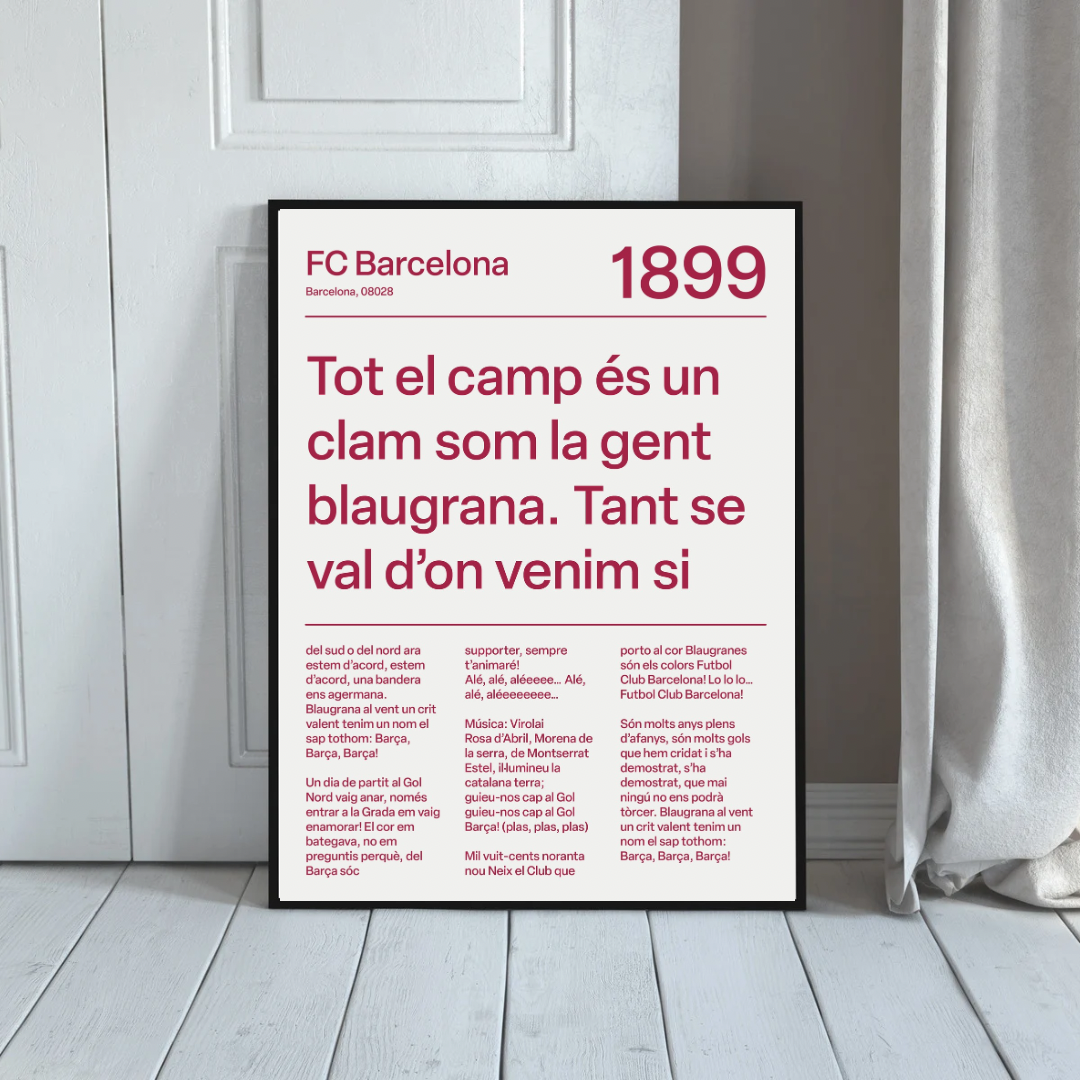 FC Barcelona
Barcelona, 08028
1899
Tot el camp és un
clam som la gent
blaugrana. Tant se
val d’on venim si
del sud o del nord ara
estem d’acord, estem
d’acord, una bandera
ens agermana.
Blaugrana al vent un crit
valent tenim un nom el
sap tothom: Barça,
Barça, Barça!
Un dia de partit al Gol
Nord vaig anar, només
entrar a la Grada em vaig
enamorar! El cor em
bategava, no em
preguntis perquè, del
Barça sóc
supporter, sempre
t’animaré!
Alé, alé, aléeeee... Alé,
alé, aléeeeeeee...
Música: Virolai
Rosa d’Abril, Morena de
la serra, de Montserrat
Estel, il·lumineu la
catalana terra;
guieu-nos cap al Gol
guieu-nos cap al Gol
Barça! (plas, plas, plas)
Mil vuit-cents noranta
nou Neix el Club que
porto al cor Blaugranes
són els colors Futbol
Club Barcelona! Lo lo lo...
Futbol Club Barcelona!
Són molts anys plens
d’afanys, són molts gols
que hem cridat i s’ha
demostrat, s’ha
demostrat, que mai
ningú no ens podrà
tòrcer. Blaugrana al vent
un crit valent tenim un
nom el sap tothom:
Barça, Barça, Barça!